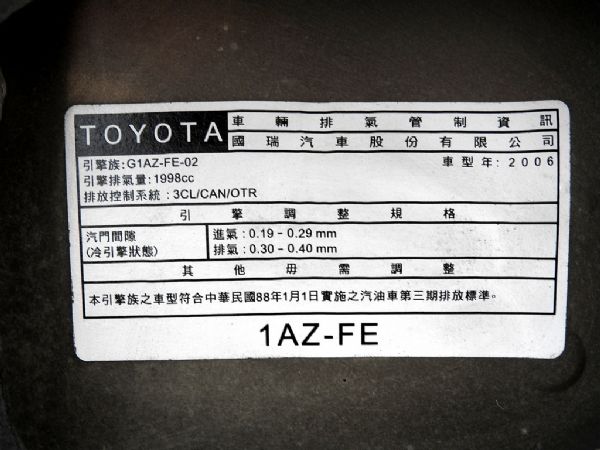 TOYOTA
車輛排氣管制資訊
國瑞汽車股份有限公司
引擎族:G1AZ-FE-02 車型年:2006
引擎排氣量:1998cc
排放控制系統:3CL/CAN/OTR
引擎調整規格
汽門間隙 進氣:0.19 - 0.29 mm
(冷引擎狀態) 排氣:0.30 - 0.40 mm
其他毋需調整
本引擎族之車型符合中華民國88年1月1日實施之汽油車第三期排放標準。
1AZ-FE